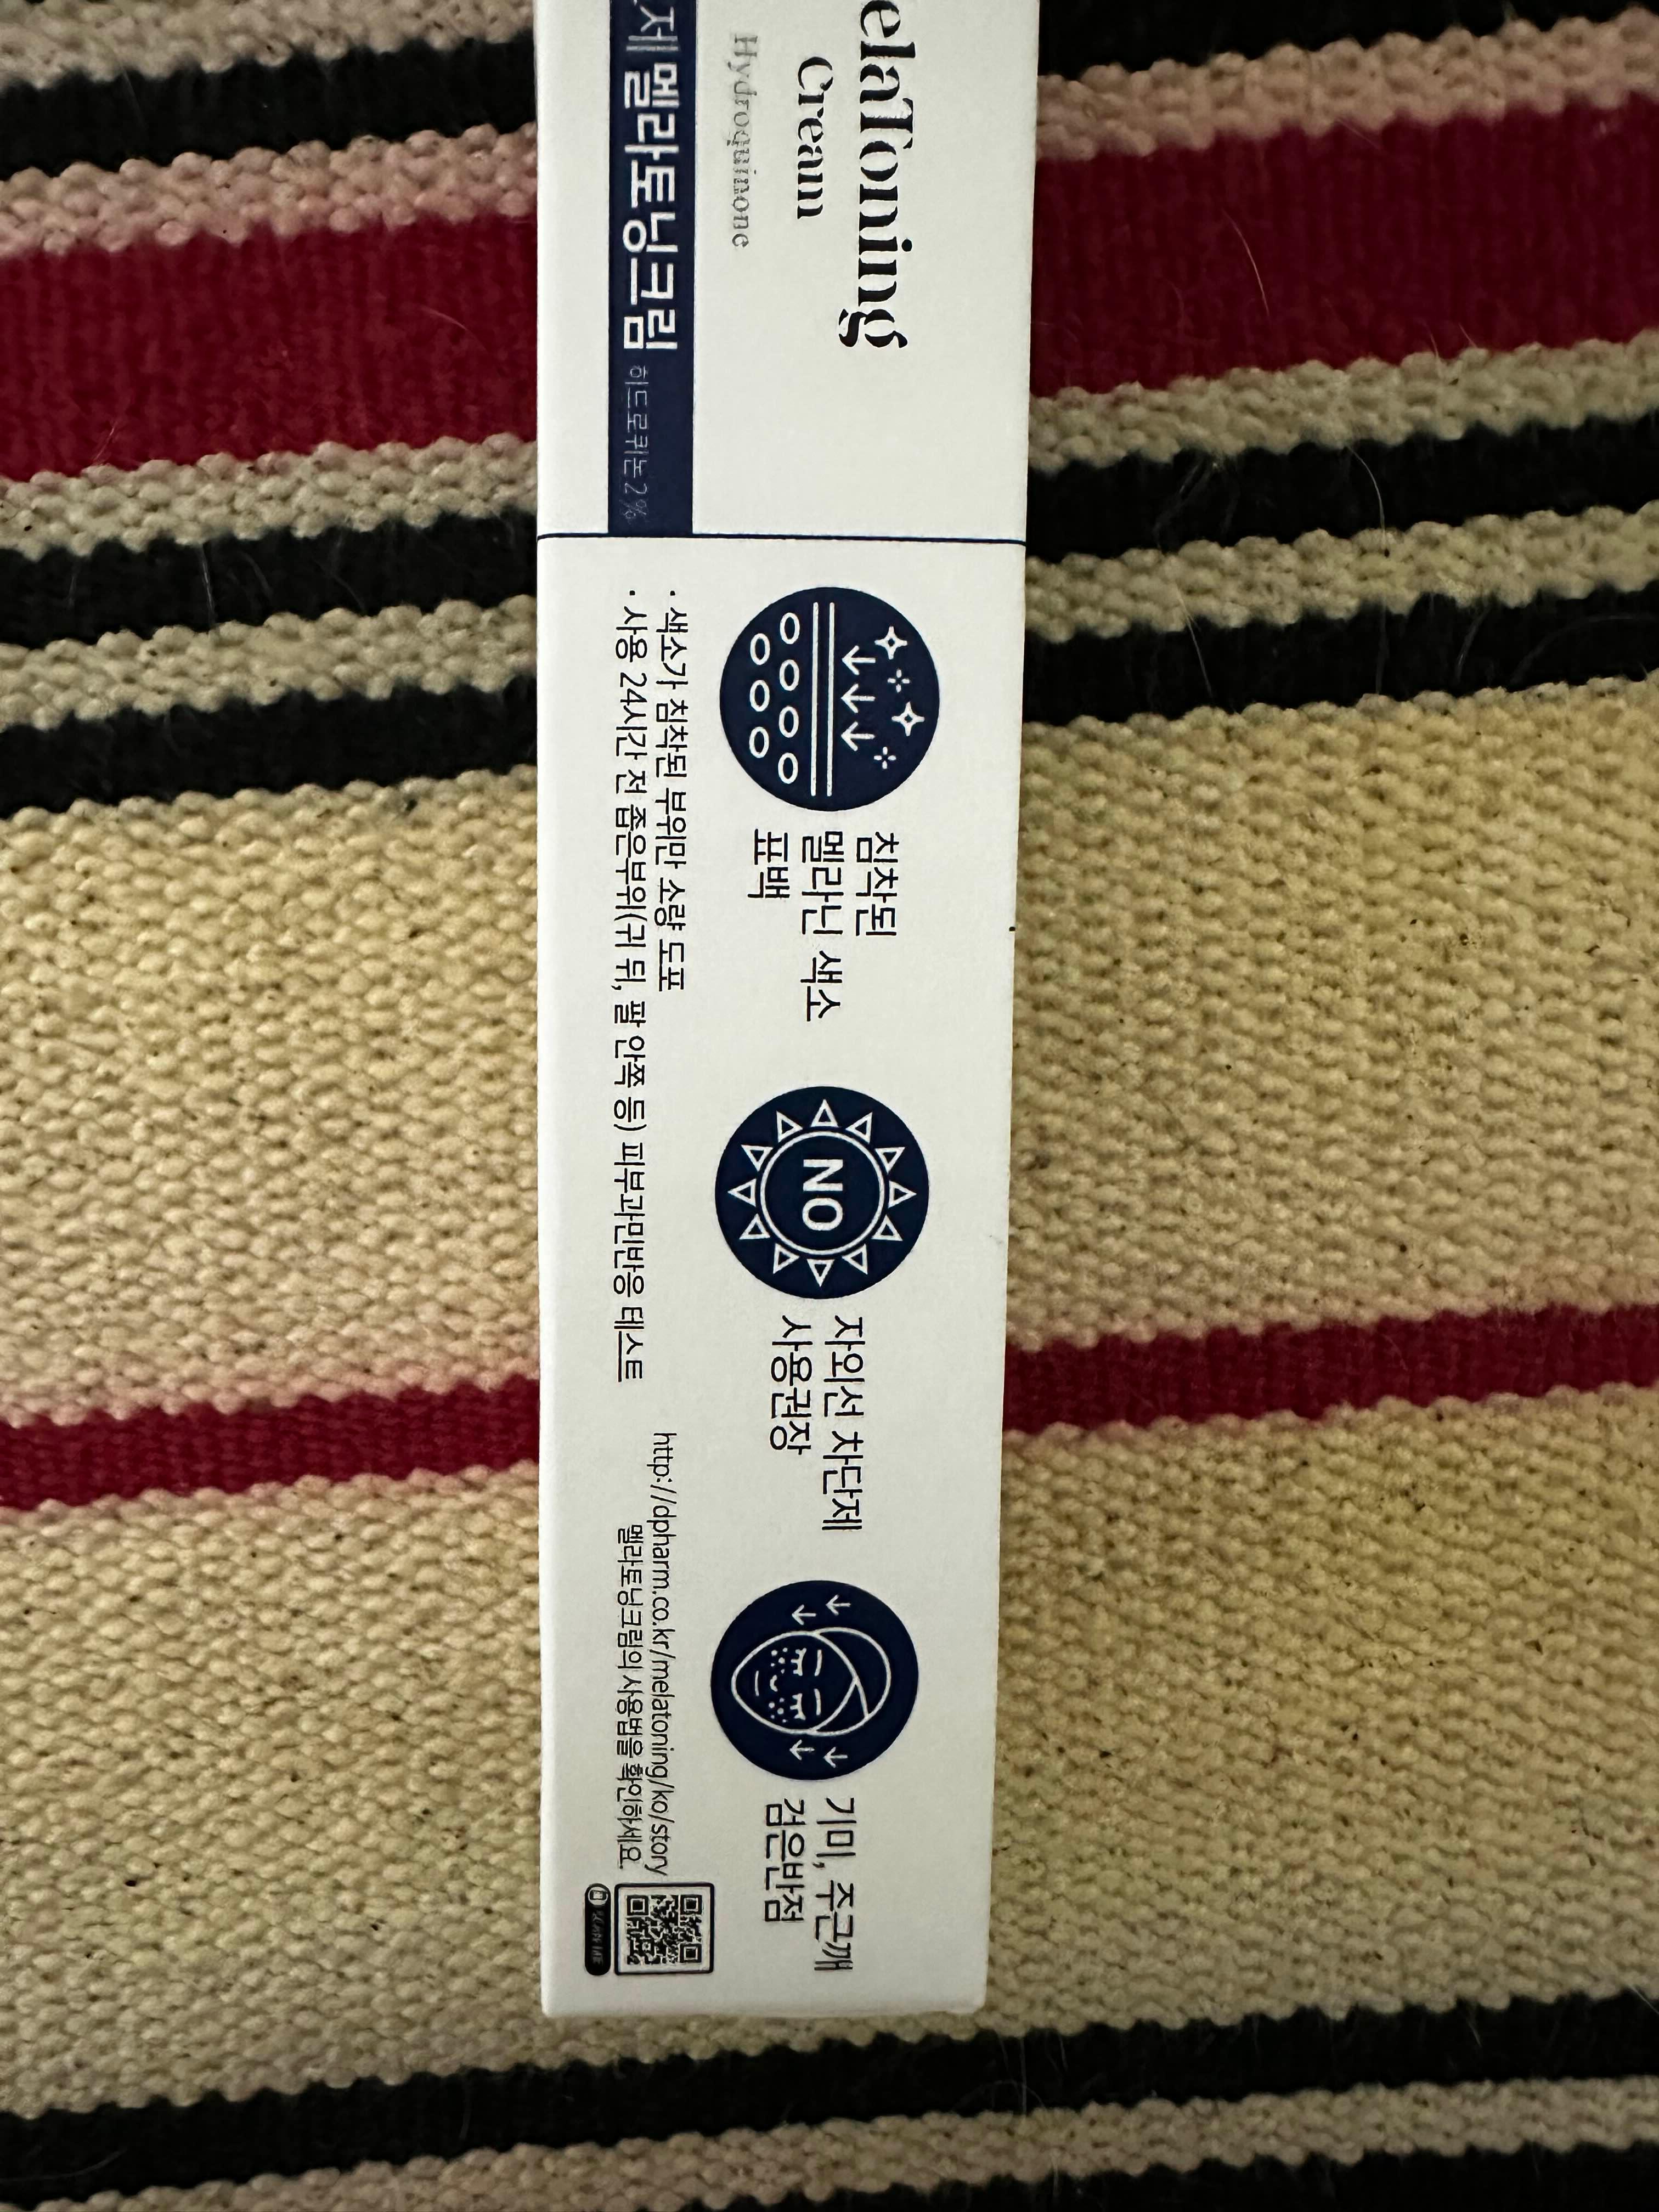 elaToning
Cream
Hydroquinone
멜라토닝크림 히드로퀴논 2%
침착된
멜라닌 색소
표백
NO
자외선 차단제
사용권장
기미, 주근깨
검은반점
· 색소가 침착된 부위만 소량 도포
· 사용 24시간 전 좁은부위(귀 뒤, 팔 안쪽 등) 피부과민반응 테스트
http://dpharm.co.kr/melatoning/ko/story
멜라토닝크림의 사용법을 확인하세요.